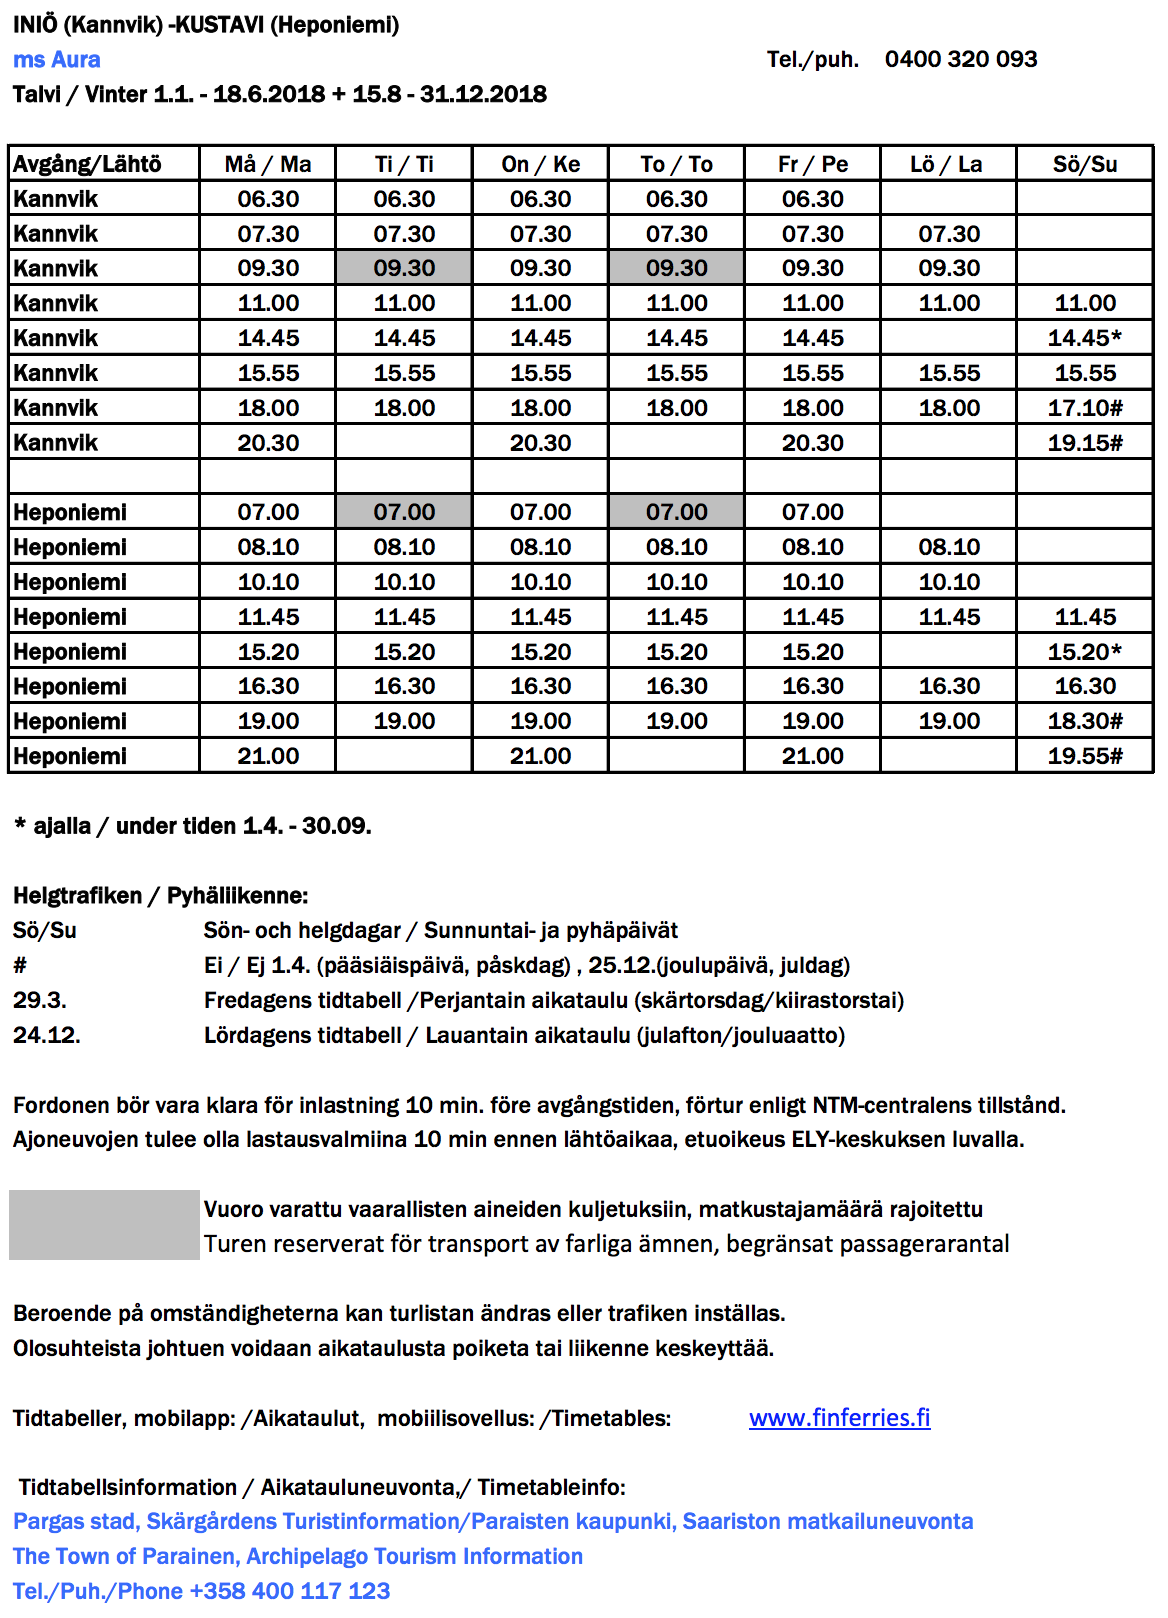 INIÖ (Kannvik) -KUSTAVI (Heponiemi)
ms Aura Tel./puh. 0400 320 093
Talvi / Vinter 1.1. - 18.6.2018 + 15.8 - 31.12.2018
Avgång/Lähtö Må / Ma Ti / Ti On / Ke To / To Fr / Pe Lö / La Sö/Su
Kannvik 06.30 06.30 06.30 06.30 06.30
Kannvik 07.30 07.30 07.30 07.30 07.30 07.30
Kannvik 09.30 09.30 09.30 09.30 09.30 09.30
Kannvik 11.00 11.00 11.00 11.00 11.00 11.00 11.00
Kannvik 14.45 14.45 14.45 14.45 14.45 14.45*
Kannvik 15.55 15.55 15.55 15.55 15.55 15.55 15.55
Kannvik 18.00 18.00 18.00 18.00 18.00 18.00 17.10#
Kannvik 20.30 20.30 20.30 19.15#
Heponiemi 07.00 07.00 07.00 07.00 07.00
Heponiemi 08.10 08.10 08.10 08.10 08.10 08.10
Heponiemi 10.10 10.10 10.10 10.10 10.10 10.10
Heponiemi 11.45 11.45 11.45 11.45 11.45 11.45 11.45
Heponiemi 15.20 15.20 15.20 15.20 15.20 15.20*
Heponiemi 16.30 16.30 16.30 16.30 16.30 16.30 16.30
Heponiemi 19.00 19.00 19.00 19.00 19.00 19.00 18.30#
Heponiemi 21.00 21.00 21.00 19.55#
* ajalla / under tiden 1.4. - 30.09.
Helgtrafiken / Pyhäliikenne:
Sö/Su Sön- och helgdagar / Sunnuntai- ja pyhäpäivät
# Ei / Ej 1.4. (pääsiäispäivä, påskdag) , 25.12.(joulupäivä, juldag)
29.3. Fredagens tidtabell /Perjantain aikataulu (skärtorsdag/kiirastorstai)
24.12. Lördagens tidtabell / Lauantain aikataulu (julafton/jouluaatto)
Fordonen bör vara klara för inlastning 10 min. före avgångstiden, förtur enligt NTM-centralens tillstånd.
Ajoneuvojen tulee olla lastausvalmiina 10 min ennen lähtöaikaa, etuoikeus ELY-keskuksen luvalla.
Vuoro varattu vaarallisten aineiden kuljetuksiin, matkustajamäärä rajoitettu
Turen reserverat för transport av farliga ämnen, begränsat passagerarantal
Beroende på omständigheterna kan turlistan ändras eller trafiken inställas.
Olosuhteista johtuen voidaan aikataulusta poiketa tai liikenne keskeyttää.
Tidtabeller, mobilapp: /Aikataulut, mobiilisovellus: /Timetables: www.finferries.fi
Tidtabellsinformation / Aikatauluneuvonta,/ Timetableinfo:
Pargas stad, Skärgårdens Turistinformation/Paraisten kaupunki, Saariston matkailuneuvonta
The Town of Parainen, Archipelago Tourism Information
Tel./Puh./Phone +358 400 117 123